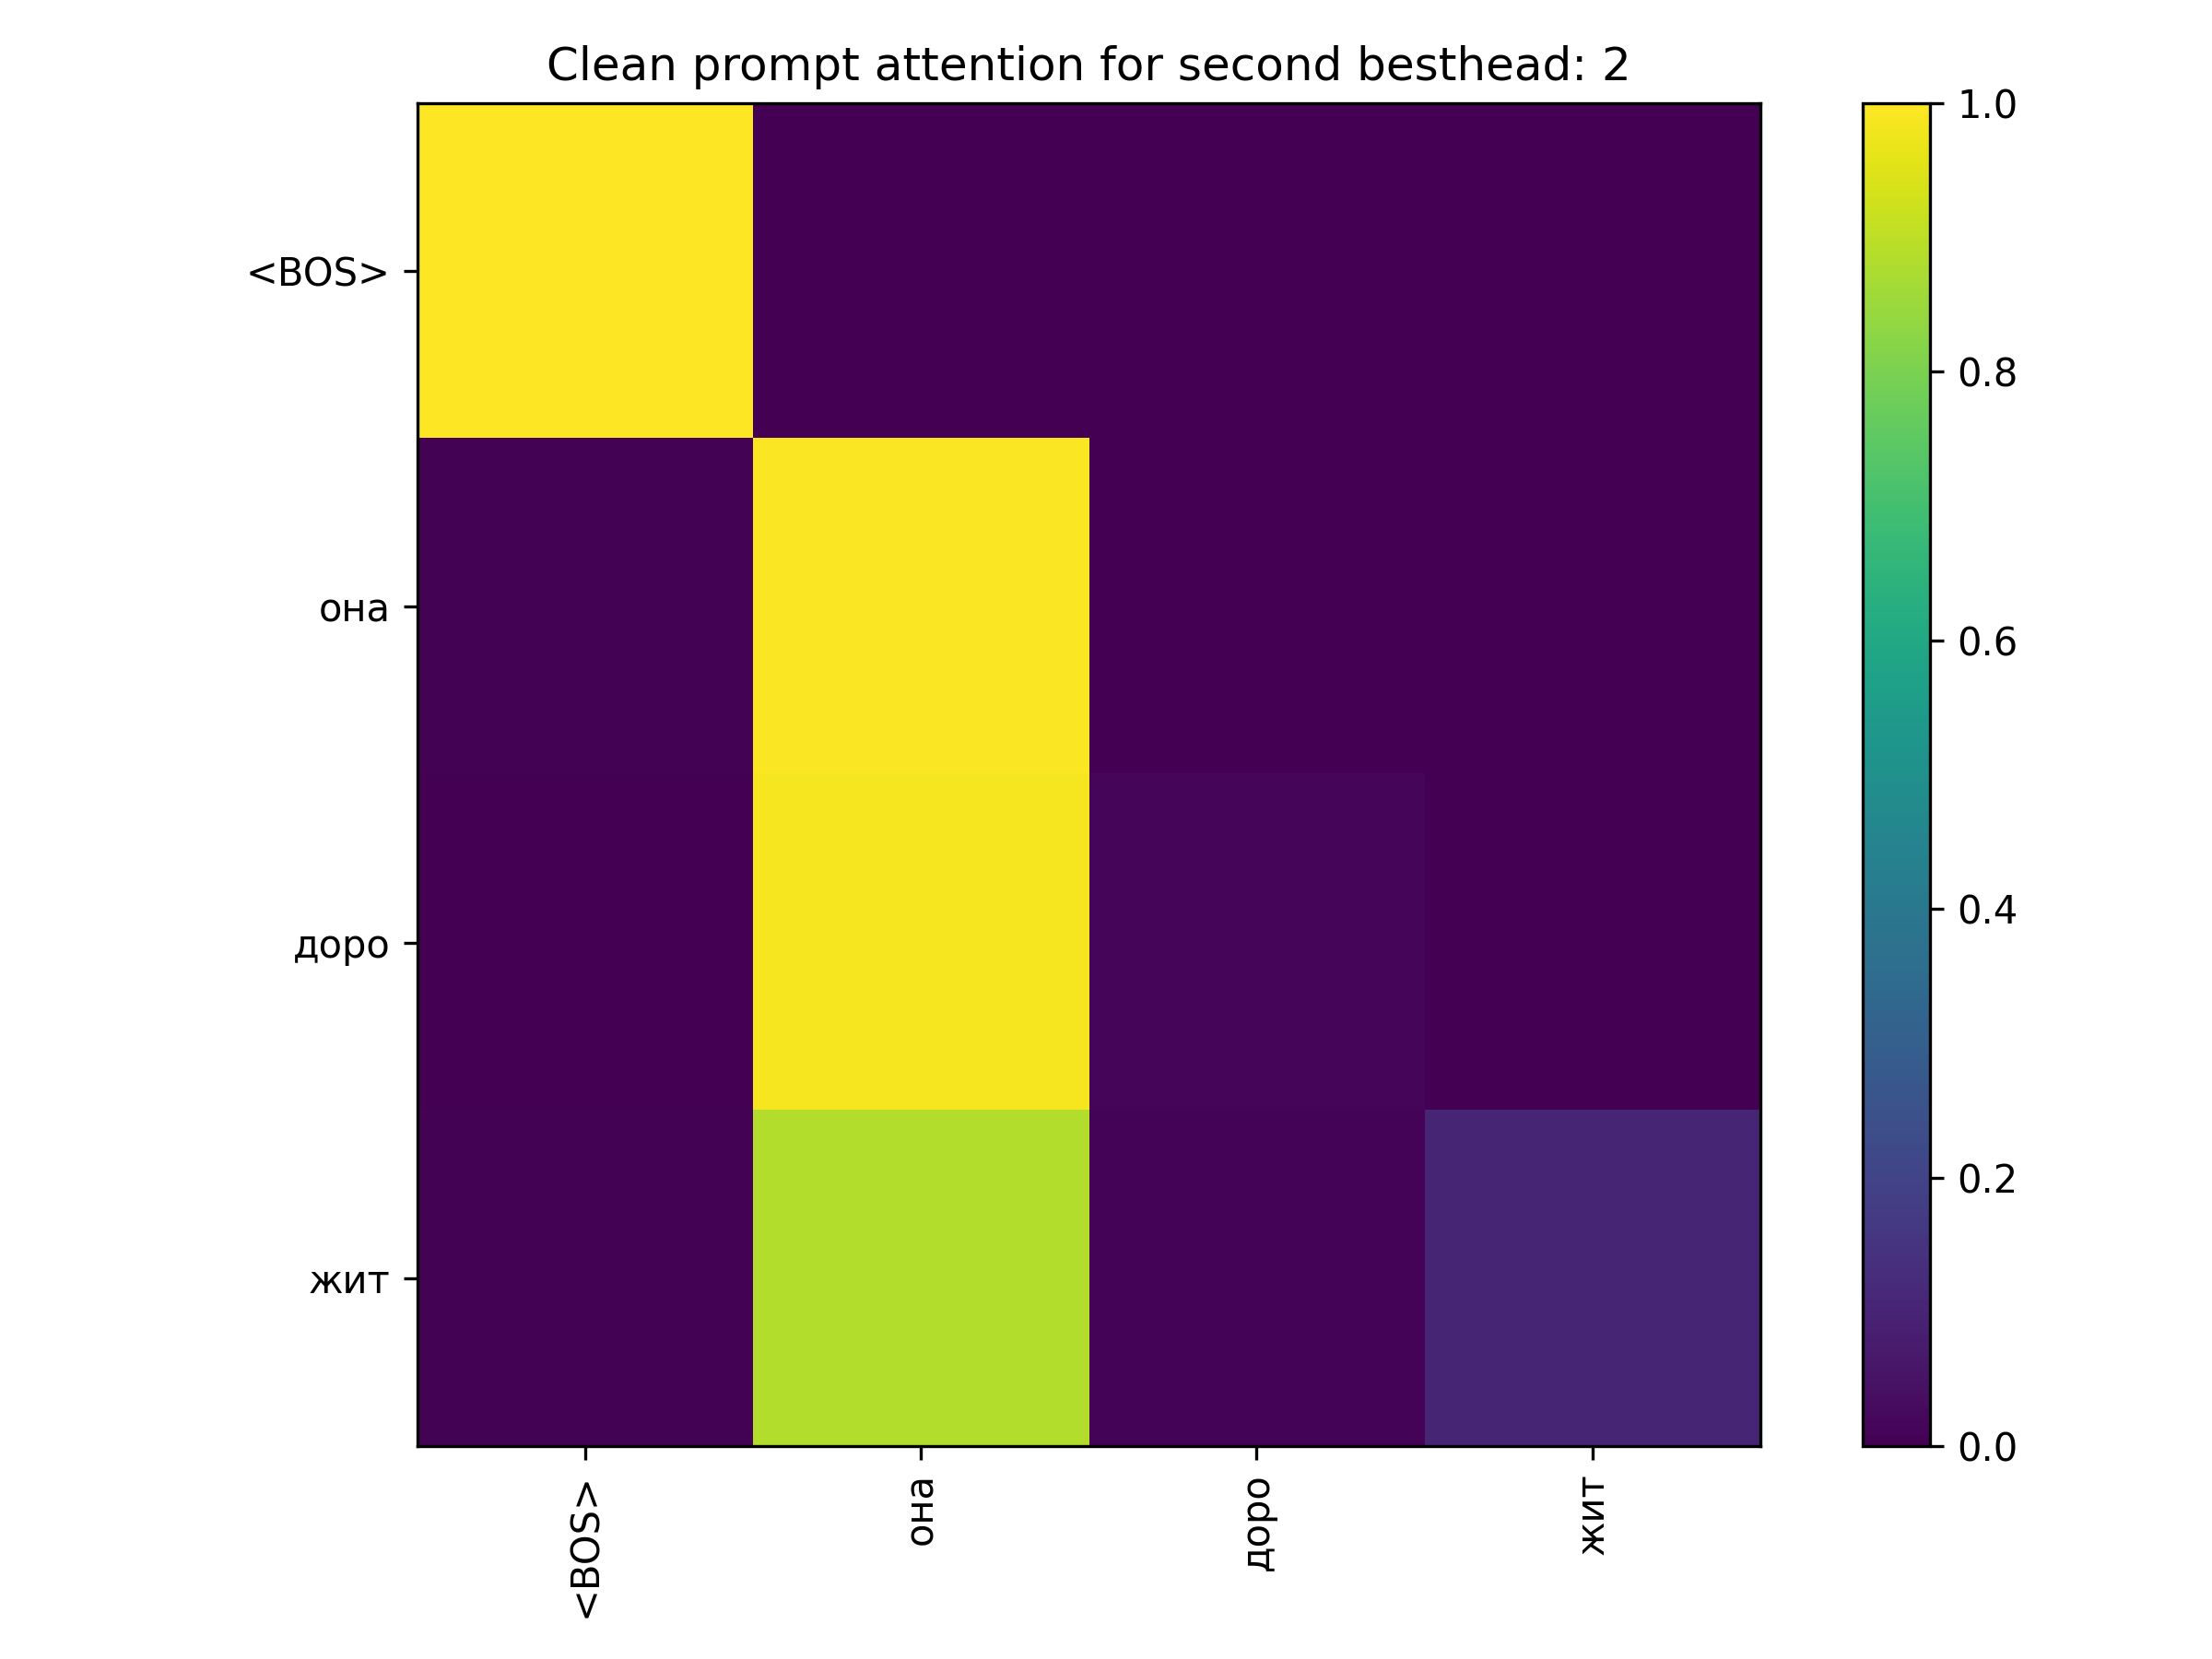 Clean prompt attention for second besthead: 2
<BOS>
она
доро
жит
<BOS>
она
доро
жит
1.0
0.8
0.6
0.4
0.2
0.0